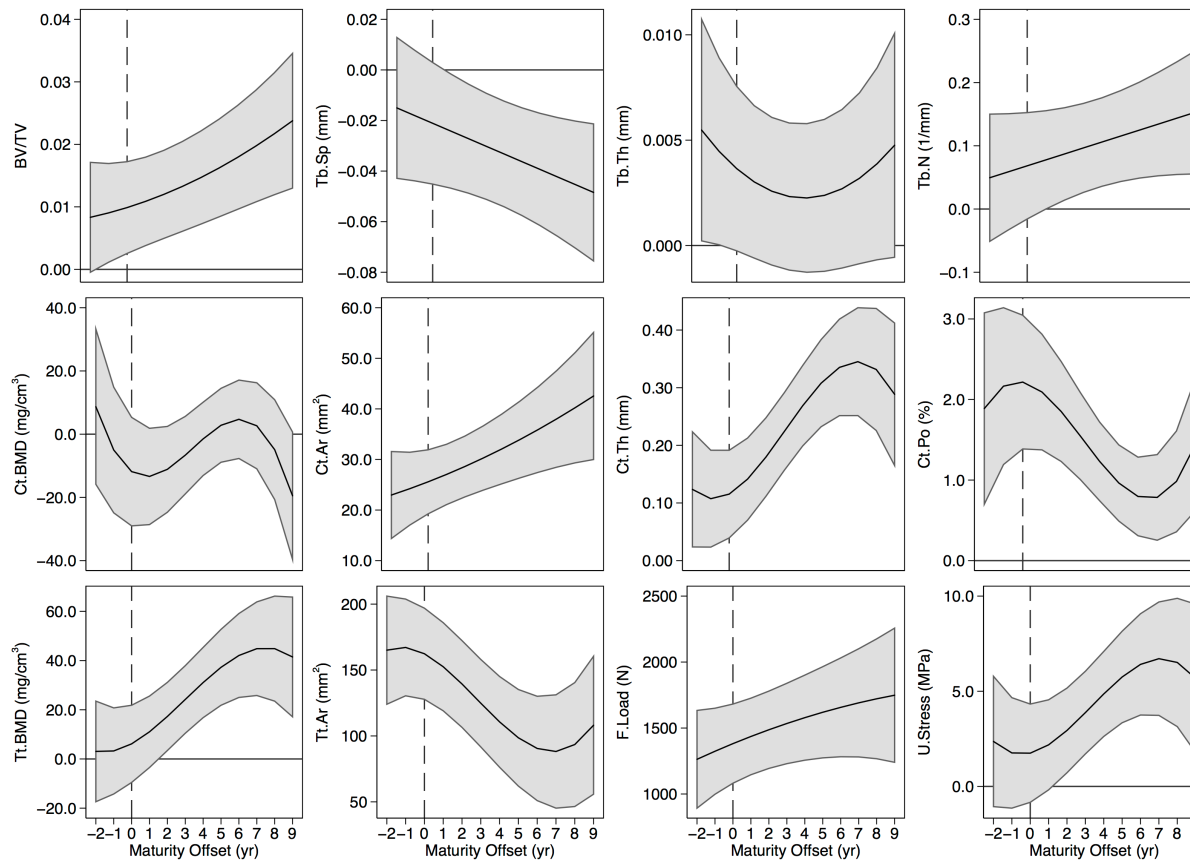 BV/TV
0.04
0.03
0.02
0.01
0.00
Tb.Sp (mm)
0.02
0.00
−0.02
−0.04
−0.06
−0.08
Tb.Th (mm)
0.010
0.005
0.000
Tb.N (1/mm)
0.3
0.2
0.1
0.0
−0.1
Ct.BMD (mg/cm³)
40.0
20.0
0.0
−20.0
−40.0
Ct.Ar (mm²)
60.0
50.0
40.0
30.0
20.0
10.0
Ct.Th (mm)
0.40
0.30
0.20
0.10
0.00
Ct.Po (%)
3.0
2.0
1.0
0.0
Tt.BMD (mg/cm³)
60.0
40.0
20.0
0.0
−20.0
−2 −1 0 1 2 3 4 5 6 7 8 9
Maturity Offset (yr)
Tt.Ar (mm²)
200
150
100
50
−2 −1 0 1 2 3 4 5 6 7 8 9
Maturity Offset (yr)
F.Load (N)
2500
2000
1500
1000
−2 −1 0 1 2 3 4 5 6 7 8 9
Maturity Offset (yr)
U.Stress (MPa)
10.0
5.0
0.0
−2 −1 0 1 2 3 4 5 6 7 8
Maturity Offset (yr)